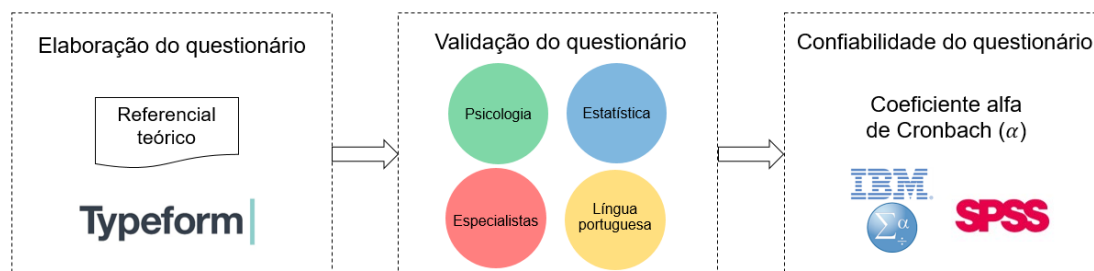 Elaboração do questionário
Referencial
teórico
Typeform
Validação do questionário
Psicologia
Estatística
Especialistas
Língua
portuguesa
Confiabilidade do questionário
Coeficiente alfa
de Cronbach (α)
IBM
Σ α ÷
SPSS